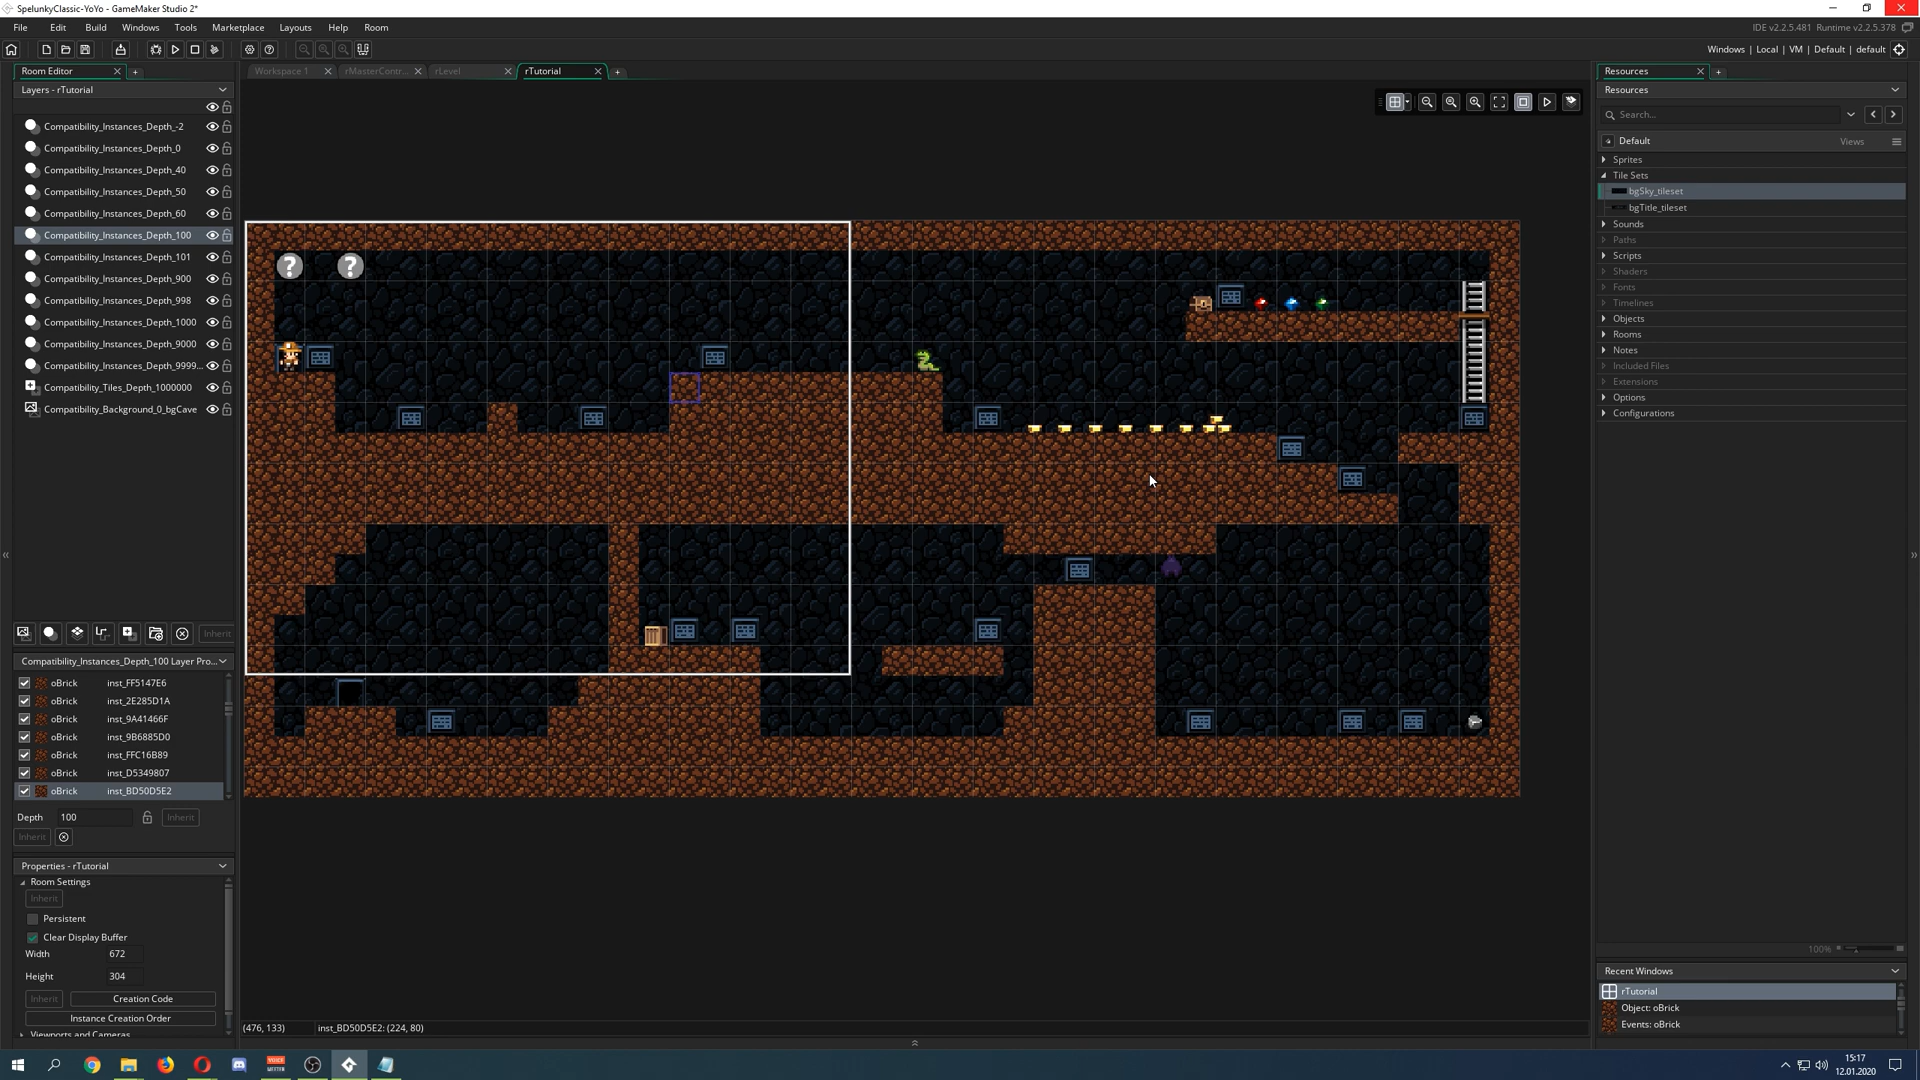 SpelunkyClassic-YoYo - GameMaker Studio 2*
File Edit Build Windows Tools Marketplace Layouts Help Room
IDE v2.2.5.481 Runtime v2.2.5.378
Windows | Local | VM | Default | default
Room Editor
Workspace 1 rMasterContr... rLevel rTutorial
Resources
Layers - rTutorial
Resources
Search...
Default Views
Compatibility_Instances_Depth_-2
Compatibility_Instances_Depth_0
Compatibility_Instances_Depth_40
Compatibility_Instances_Depth_50
Compatibility_Instances_Depth_60
Compatibility_Instances_Depth_100
Compatibility_Instances_Depth_101
Compatibility_Instances_Depth_900
Compatibility_Instances_Depth_998
Compatibility_Instances_Depth_1000
Compatibility_Instances_Depth_9000
Compatibility_Instances_Depth_9999...
Compatibility_Tiles_Depth_1000000
Compatibility_Background_0_bgCave
Sprites
Tile Sets
bgSky_tileset
bgTitle_tileset
Sounds
Paths
Scripts
Shaders
Fonts
Timelines
Objects
Rooms
Notes
Included Files
Extensions
Options
Configurations
? ?
Inherit
Compatibility_Instances_Depth_100 Layer Pro...
oBrick inst_FF5147E6
oBrick inst_2E285D1A
oBrick inst_9A41466F
oBrick inst_9B6885D0
oBrick inst_FFC16B89
oBrick inst_D5349807
oBrick inst_BD50D5E2
Depth 100 Inherit
Inherit
Properties - rTutorial
Room Settings
Inherit
Persistent
Clear Display Buffer
Width 672
Height 304
Inherit Creation Code
Instance Creation Order
Viewports and Cameras
(476, 133) inst_BD50D5E2: (224, 80)
100%
Recent Windows
rTutorial
Object: oBrick
Events: oBrick
15:17
12.01.2020